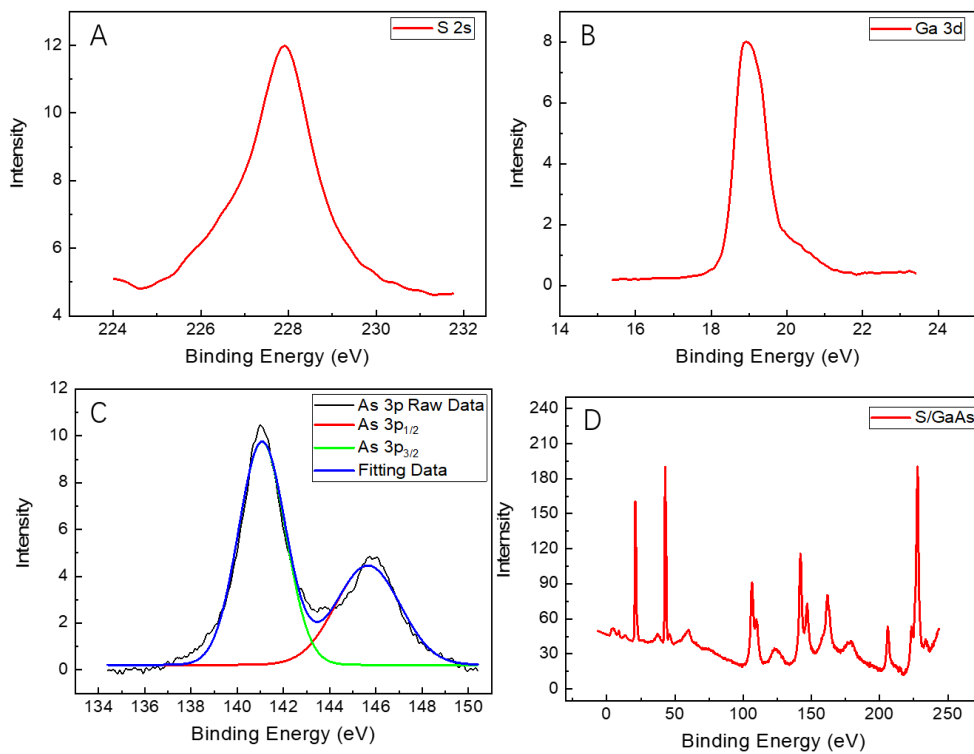 A
S 2s
12
10
8
6
4
Intensity
224 226 228 230 232
Binding Energy (eV)
B
Ga 3d
8
6
4
2
0
Intensity
14 16 18 20 22 24
Binding Energy (eV)
C
As 3p Raw Data
As 3p1/2
As 3p3/2
Fitting Data
12
10
8
6
4
2
0
Intensity
134 136 138 140 142 144 146 148 150
Binding Energy (eV)
D
S/GaAs
240
210
180
150
120
90
60
30
0
Internsity
0 50 100 150 200 250
Binding Energy (eV)